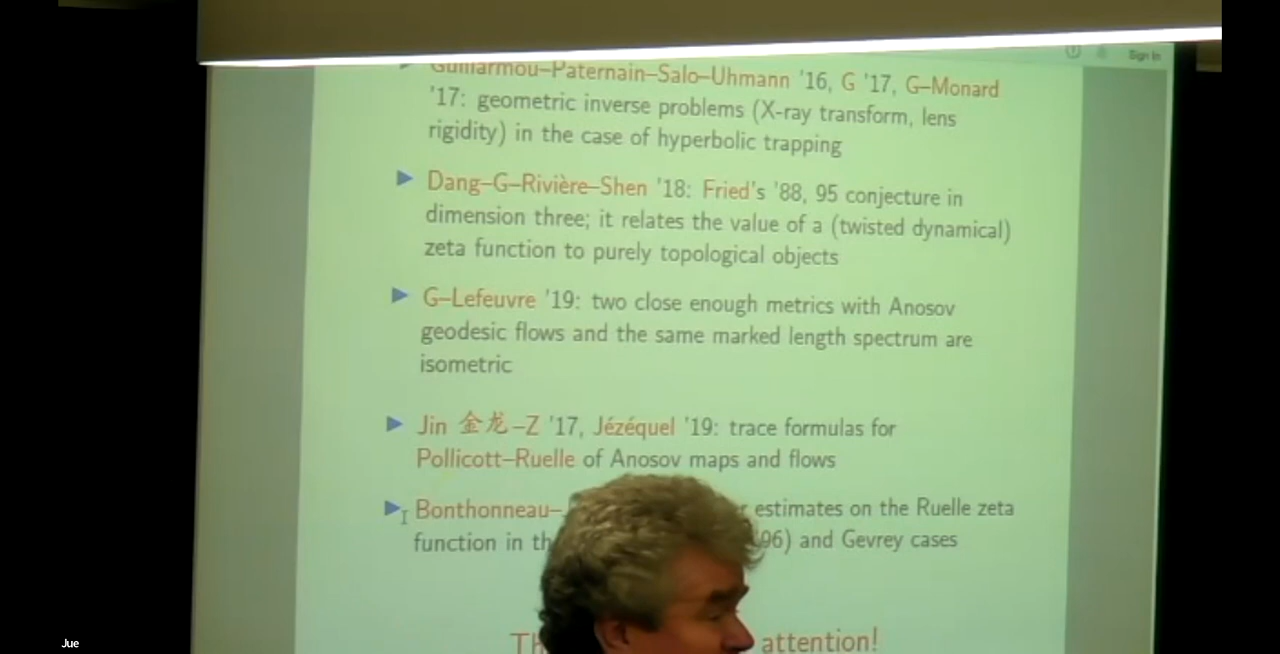 Sign In
Guillarmou–Paternain–Salo–Uhmann '16, G '17, G–Monard
'17: geometric inverse problems (X-ray transform, lens
rigidity) in the case of hyperbolic trapping
Dang–G–Rivière–Shen '18: Fried's '88, 95 conjecture in
dimension three; it relates the value of a (twisted dynamical)
zeta function to purely topological objects
G–Lefeuvre '19: two close enough metrics with Anosov
geodesic flows and the same marked length spectrum are
isometric
Jin 金龙–Z '17, Jézéquel '19: trace formulas for
Pollicott–Ruelle of Anosov maps and flows
Bonthonneau– estimates on the Ruelle zeta
function in 96) and Gevrey cases
attention!
Jue